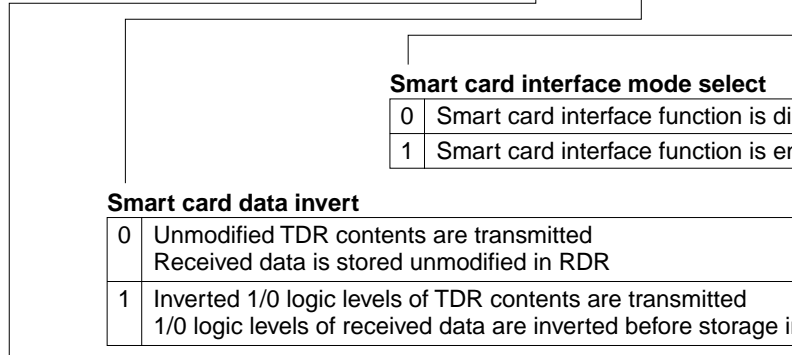 Smart card interface mode select
0 Smart card interface function is
1 Smart card interface function is
Smart card data invert
0 Unmodified TDR contents are transmitted
Received data is stored unmodified in RDR
1 Inverted 1/0 logic levels of TDR contents are transmitted
1/0 logic levels of received data are inverted before storage